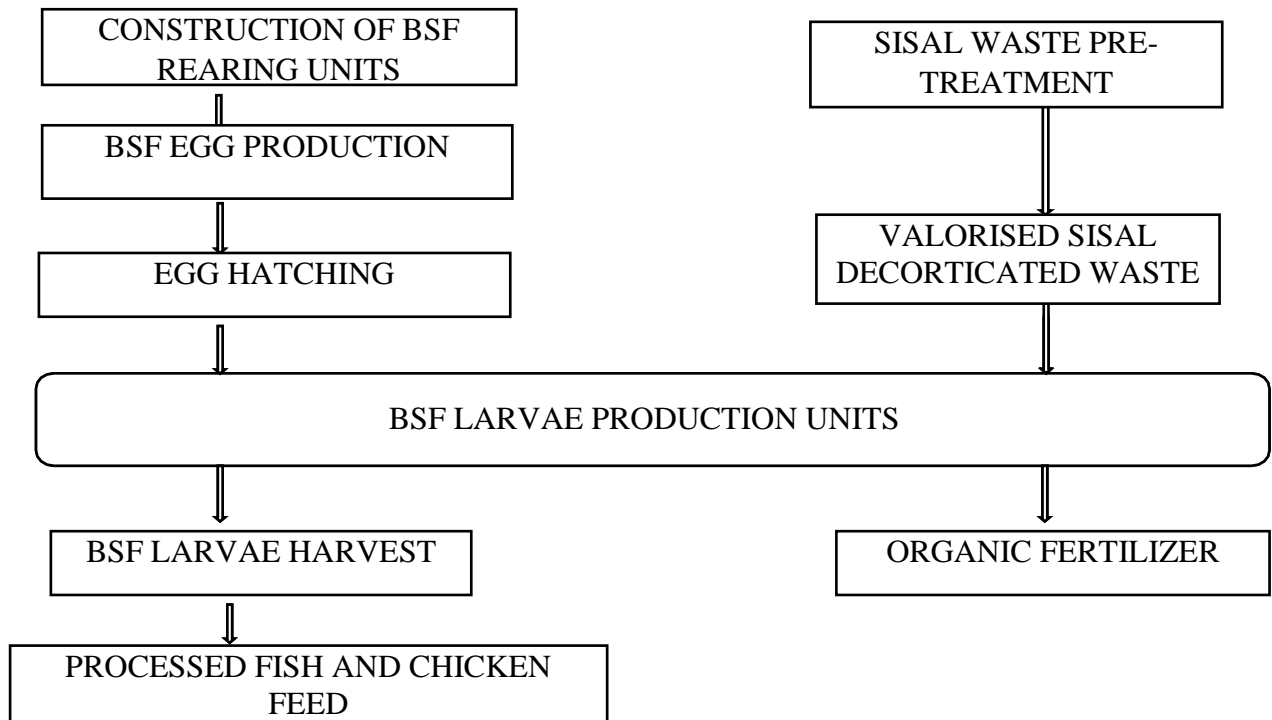 CONSTRUCTION OF BSF
REARING UNITS
SISAL WASTE PRE-
TREATMENT
BSF EGG PRODUCTION
EGG HATCHING
VALORISED SISAL
DECORTICATED WASTE
BSF LARVAE PRODUCTION UNITS
BSF LARVAE HARVEST
ORGANIC FERTILIZER
PROCESSED FISH AND CHICKEN
FEED